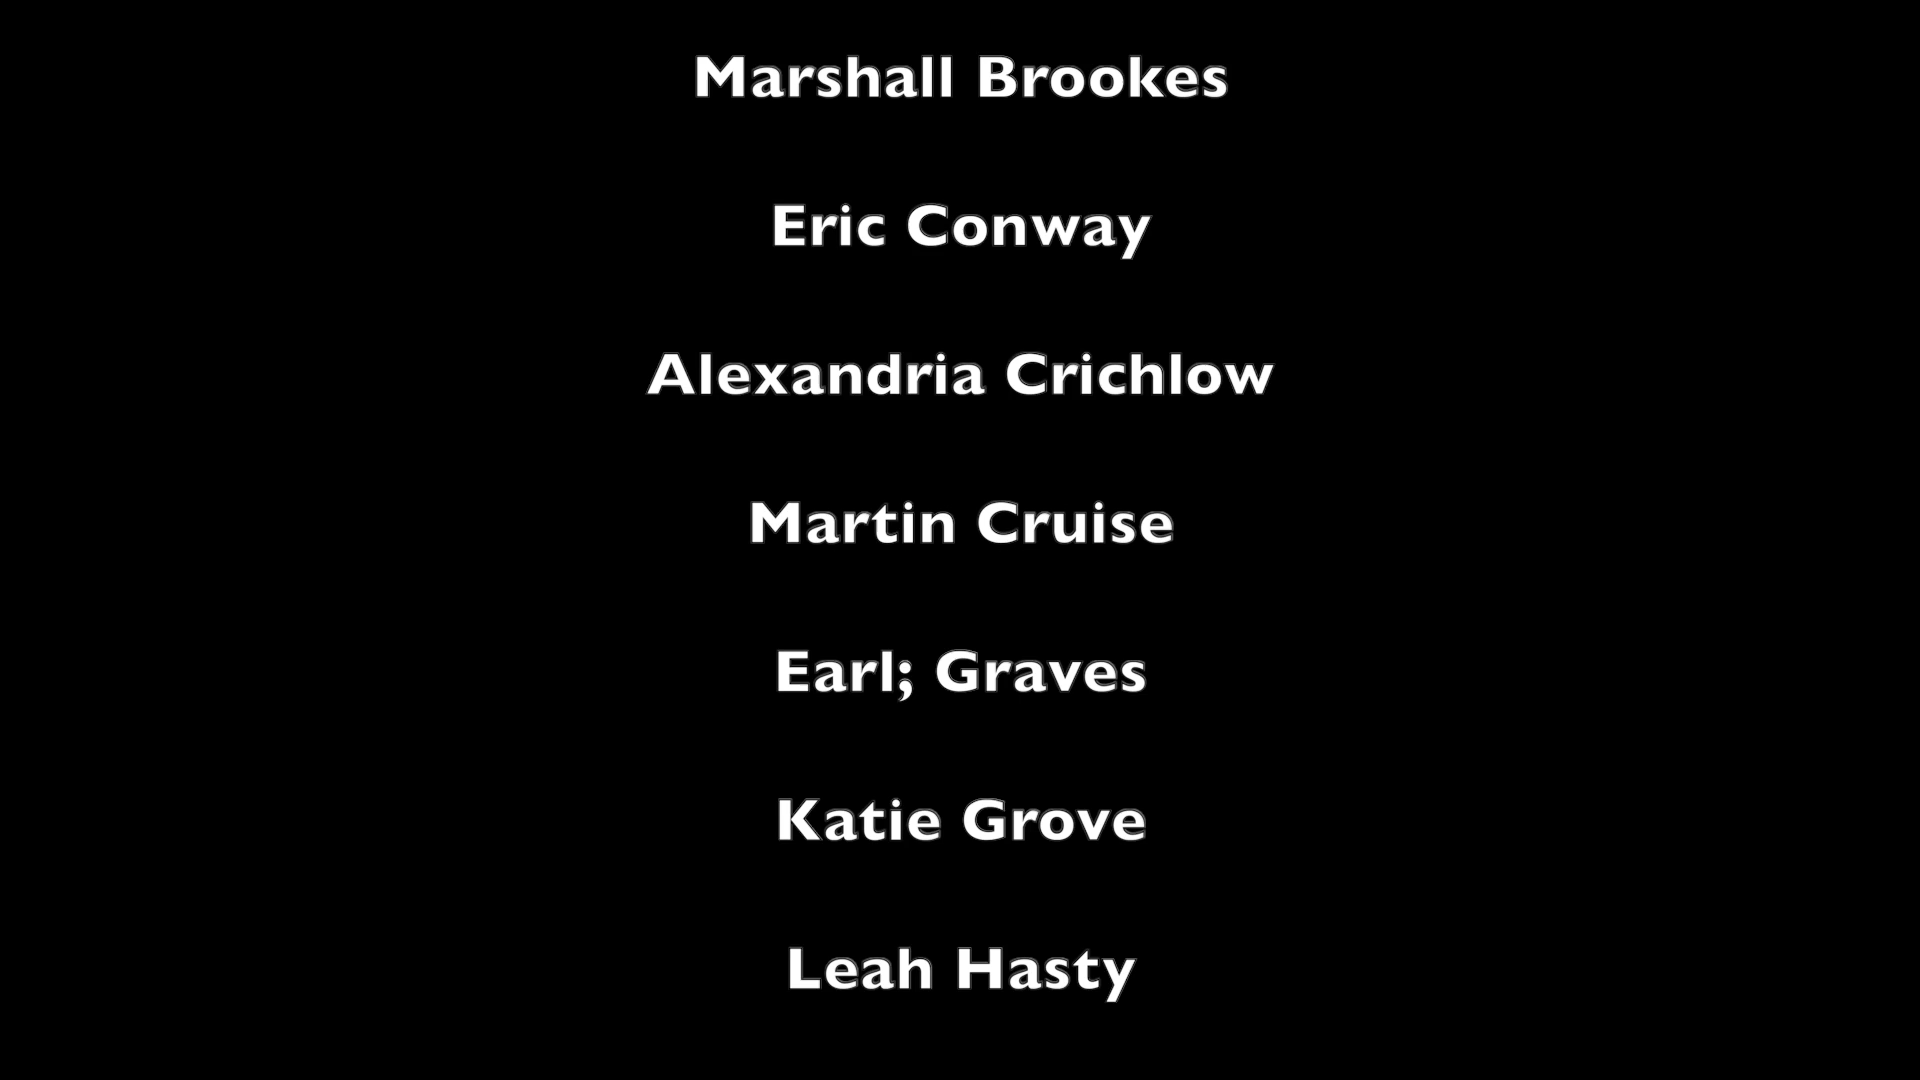 Marshall Brookes
Eric Conway
Alexandria Crichlow
Martin Cruise
Earl; Graves
Katie Grove
Leah Hasty